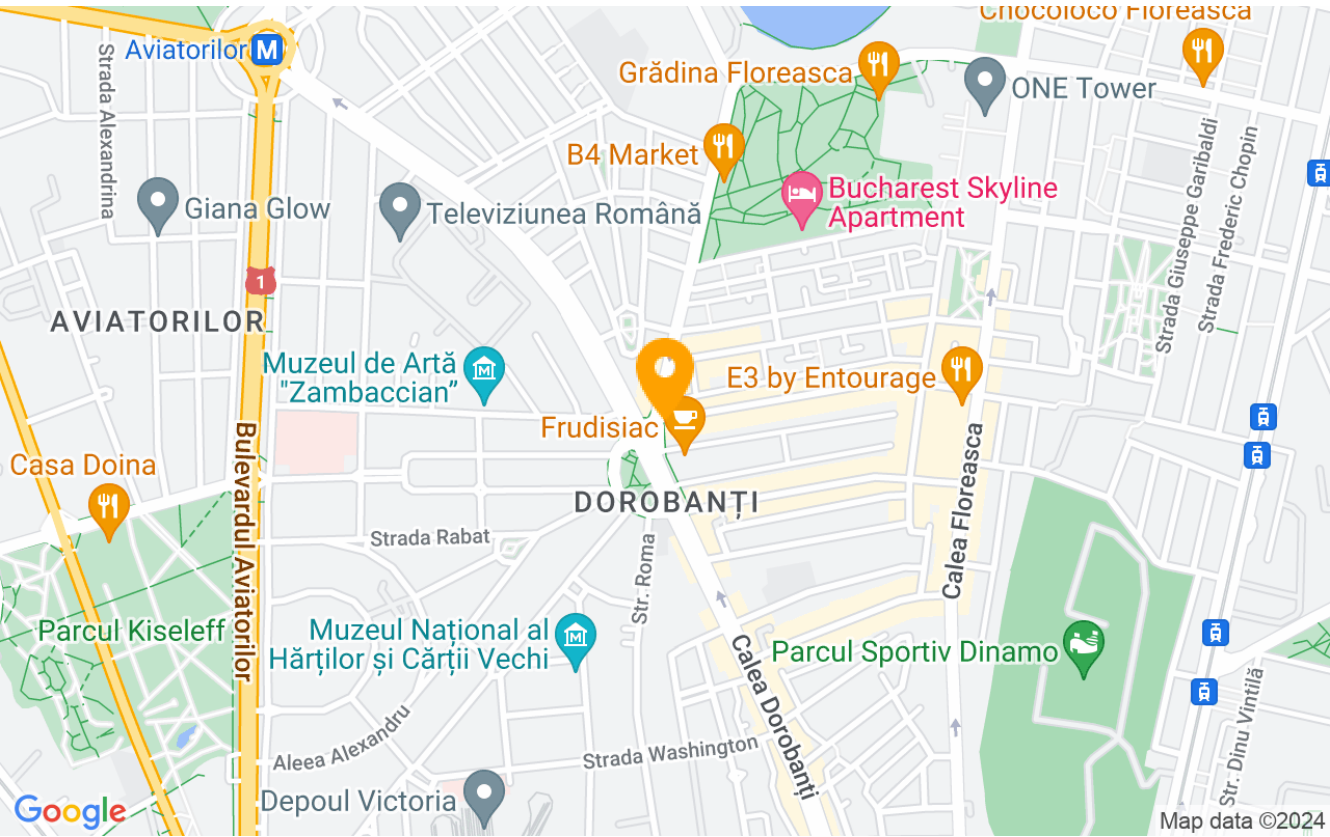 Chocoloco Floreasca
Aviatorilor M
Grădina Floreasca
ONE Tower
Strada Alexandrina
B4 Market
Strada Giuseppe Garibaldi
Strada Frederic Chopin
Bucharest Skyline
Apartment
Giana Glow
Televiziunea Română
1
AVIATORILOR
Muzeul de Artă
"Zambaccian”
E3 by Entourage
Frudisiac
Casa Doina
Bulevardul Aviatorilor
DOROBANȚI
Calea Floreasca
Strada Rabat
Str. Roma
Parcul Kiseleff
Muzeul Național al
Hărților și Cărții Vechi
Parcul Sportiv Dinamo
Calea Dorobanți
Str. Dinu Vintilă
Aleea Alexandru
Strada Washington
Depoul Victoria
Google
Map data ©2024